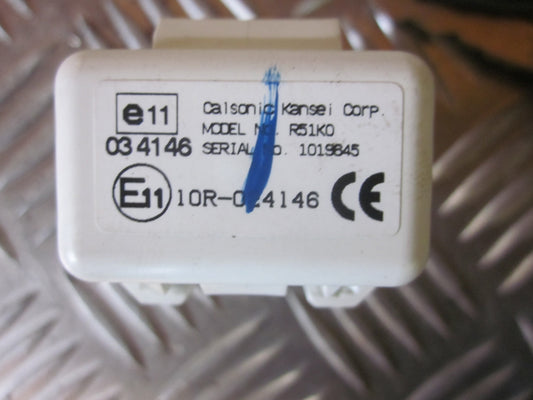 e11
Calsonic Kansei Corp.
MODEL NO. R51K0
034146
SERIAL No. 1019845
E11
10R-024146
CE